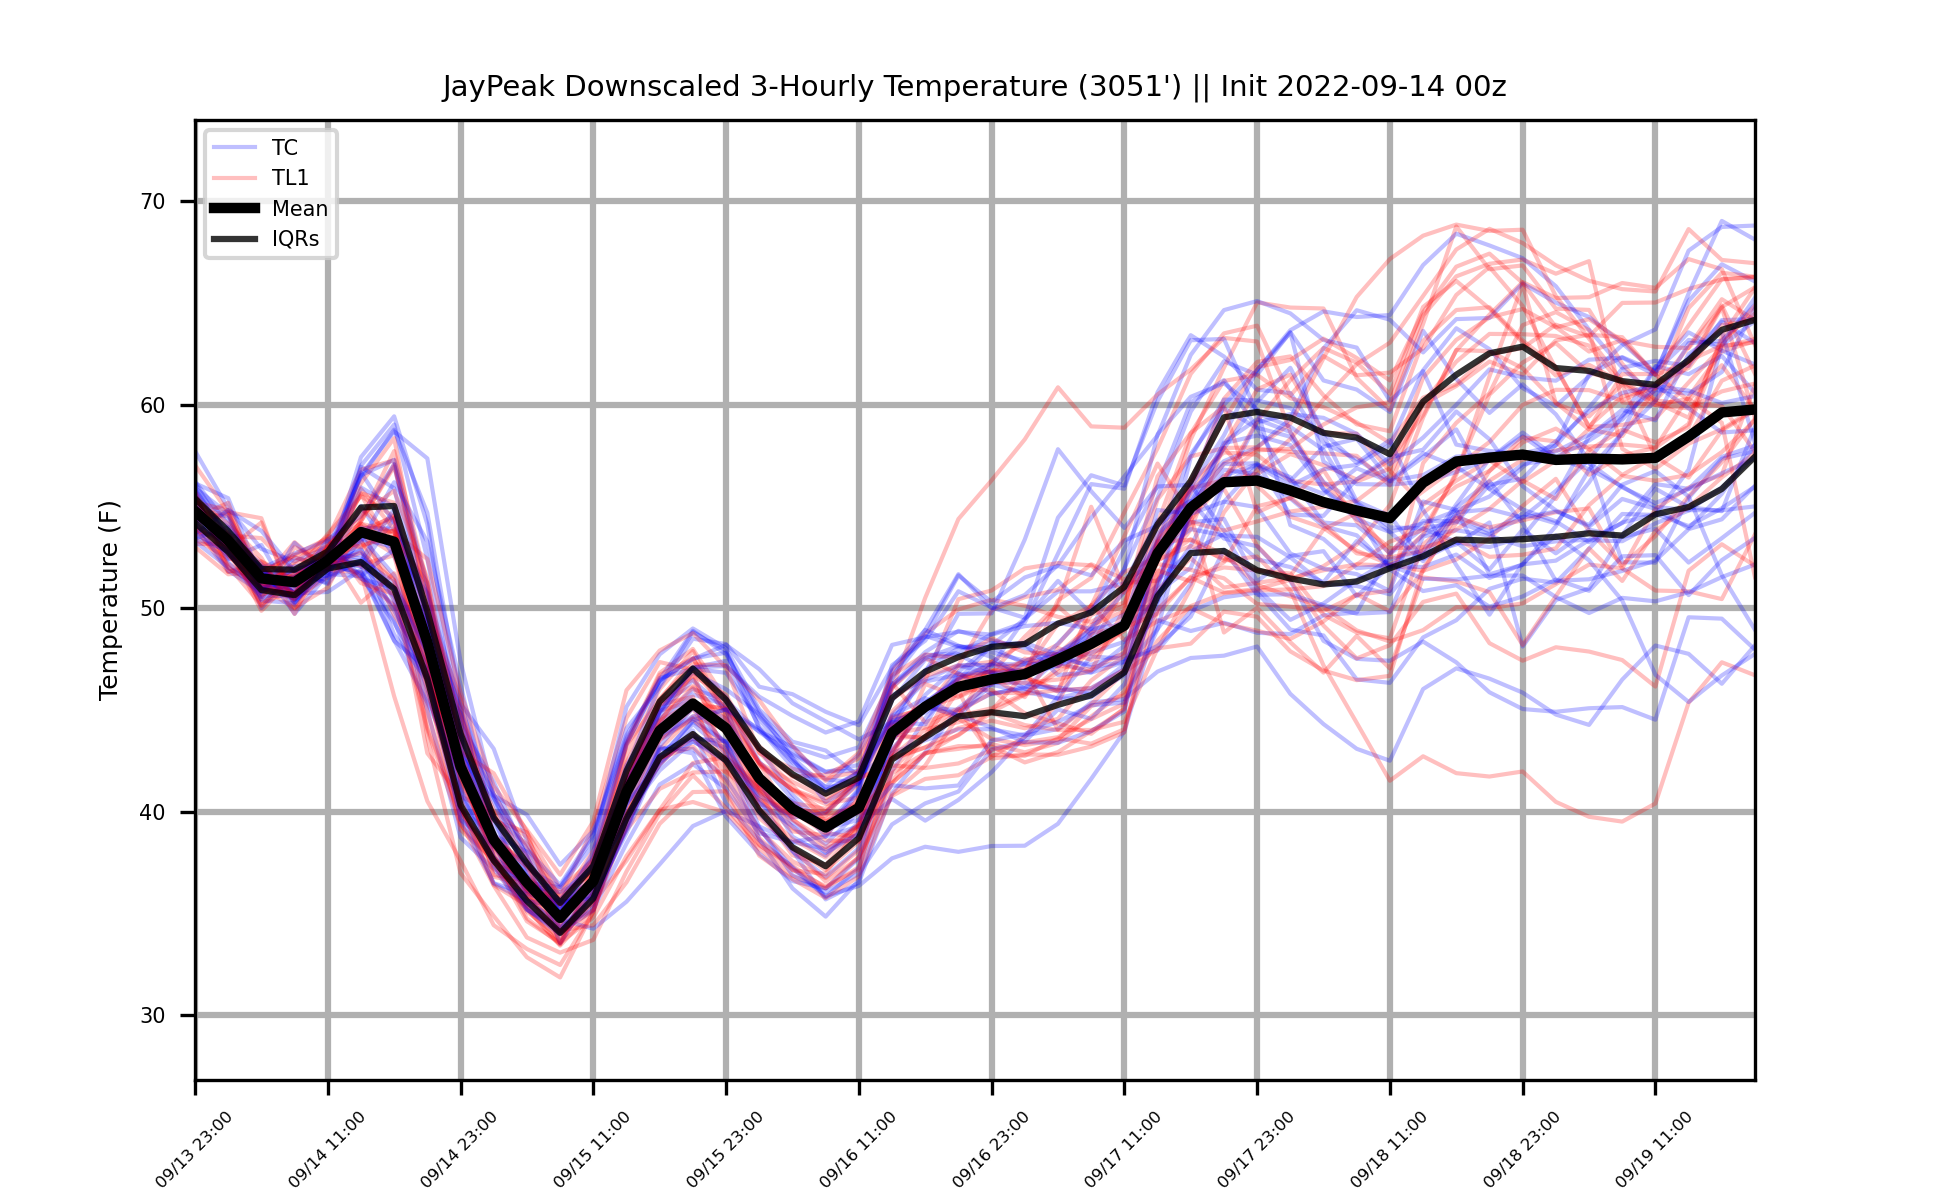 JayPeak Downscaled 3-Hourly Temperature (3051') || Init 2022-09-14 00z
TC
TL1
Mean
IQRs
Temperature (F)
70
60
50
40
30
09/13 23:00
09/14 11:00
09/14 23:00
09/15 11:00
09/15 23:00
09/16 11:00
09/16 23:00
09/17 11:00
09/17 23:00
09/18 11:00
09/18 23:00
09/19 11:00